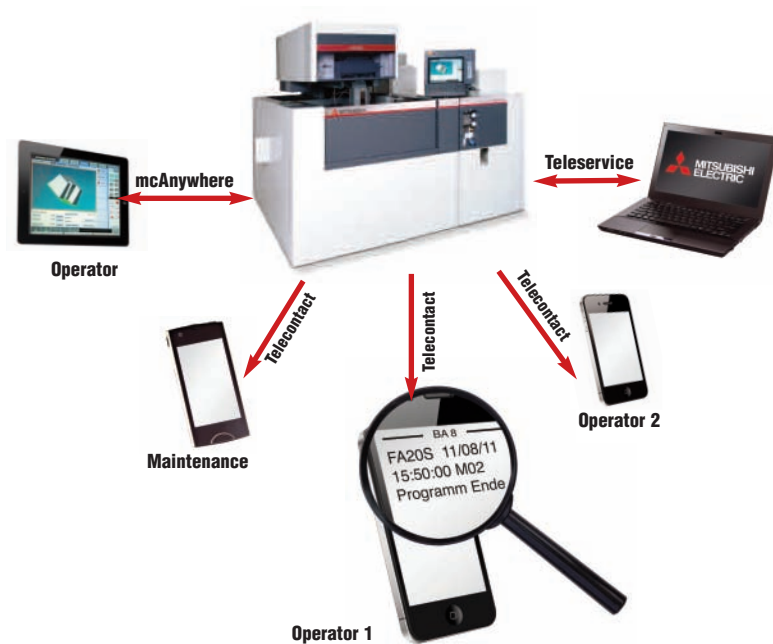 mcAnywhere
Teleservice
MITSUBISHI
ELECTRIC
Operator
Telecontact
Telecontact
Telecontact
Maintenance
Operator 2
BA 8
FA20S 11/08/11
15:50:00 M02
Programm Ende
Operator 1